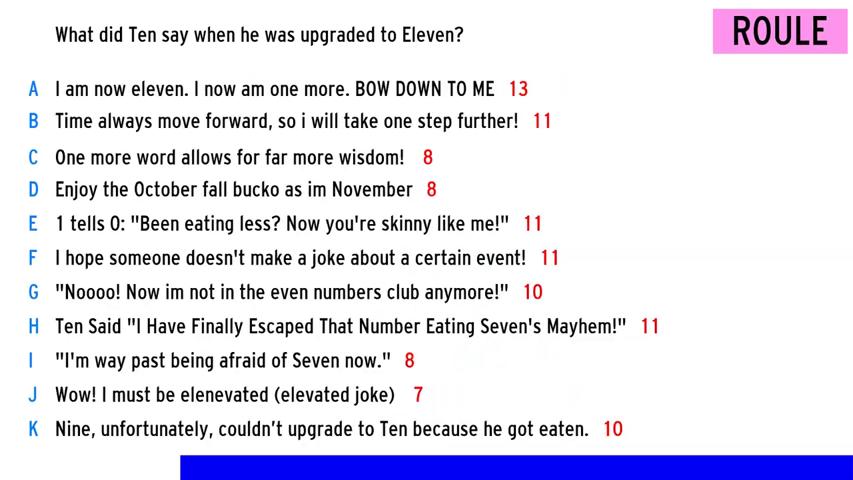 What did Ten say when he was upgraded to Eleven?
ROULE
A I am now eleven. I now am one more. BOW DOWN TO ME 13
B Time always move forward, so i will take one step further! 11
C One more word allows for far more wisdom! 8
D Enjoy the October fall bucko as im November 8
E 1 tells 0: "Been eating less? Now you're skinny like me!" 11
F I hope someone doesn't make a joke about a certain event! 11
G "Noooo! Now im not in the even numbers club anymore!" 10
H Ten Said "I Have Finally Escaped That Number Eating Seven's Mayhem!" 11
I "I'm way past being afraid of Seven now." 8
J Wow! I must be elenevated (elevated joke) 7
K Nine, unfortunately, couldn't upgrade to Ten because he got eaten. 10